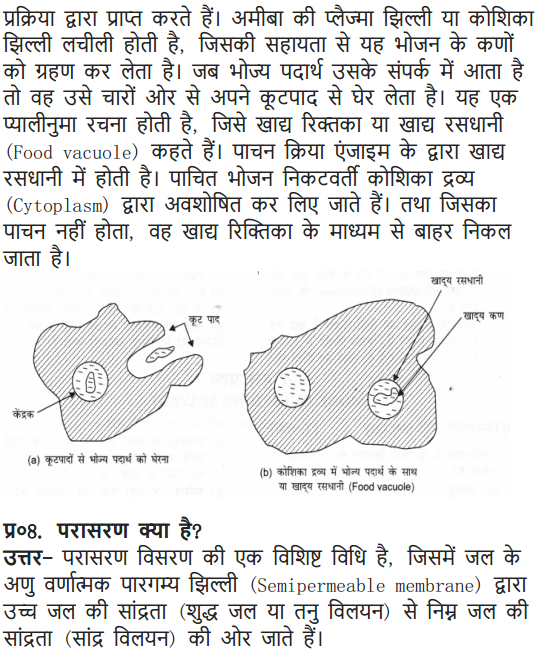 प्रक्रिया द्वारा प्राप्त करते हैं। अमीबा की प्लैज्मा झिल्ली या कोशिका
झिल्ली लचीली होती है, जिसकी सहायता से यह भोजन के कणों
को ग्रहण कर लेता है। जब भोज्य पदार्थ उसके संपर्क में आता है
तो वह उसे चारों ओर से अपने कूटपाद से घेर लेता है। यह एक
प्यालीनुमा रचना होती है, जिसे खाद्य रिक्तका या खाद्य रसधानी
(Food vacuole) कहते हैं। पाचन क्रिया एंजाइम के द्वारा खाद्य
रसधानी में होती है। पाचित भोजन निकटवर्ती कोशिका द्रव्य
(Cytoplasm) द्वारा अवशोषित कर लिए जाते हैं। तथा जिसका
पाचन नहीं होता, वह खाद्य रिक्तिका के माध्यम से बाहर निकल
जाता है।
कूट पाद
केंद्रक
(a) कूटपादों से भोज्य पदार्थ को घेरना
खाद्य रसधानी
खाद्य कण
(b) कोशिका द्रव्य में भोज्य पदार्थ के साथ
या खाद्य रसधानी (Food vacuole)
प्र०8. परासरण क्या है?
उत्तर– परासरण विसरण की एक विशिष्ट विधि है, जिसमें जल के
अणु वर्णात्मक पारगम्य झिल्ली (Semipermeable membrane) द्वारा
उच्च जल की सांद्रता (शुद्ध जल या तनु विलयन) से निम्न जल की
सांद्रता (सांद्र विलयन) की ओर जाते हैं।